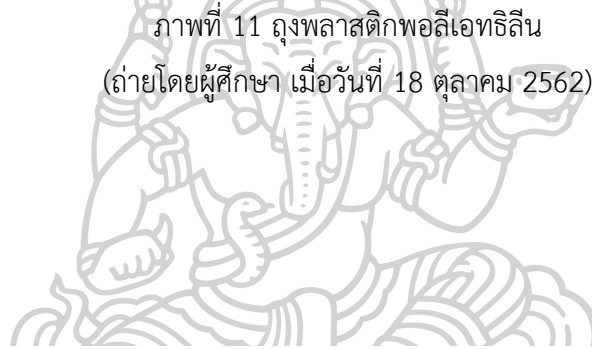 ภาพที่ 11 ถุงพลาสติกพอลีเอทธิลีน
(ถ่ายโดยผู้ศึกษา เมื่อวันที่ 18 ตุลาคม 2562)